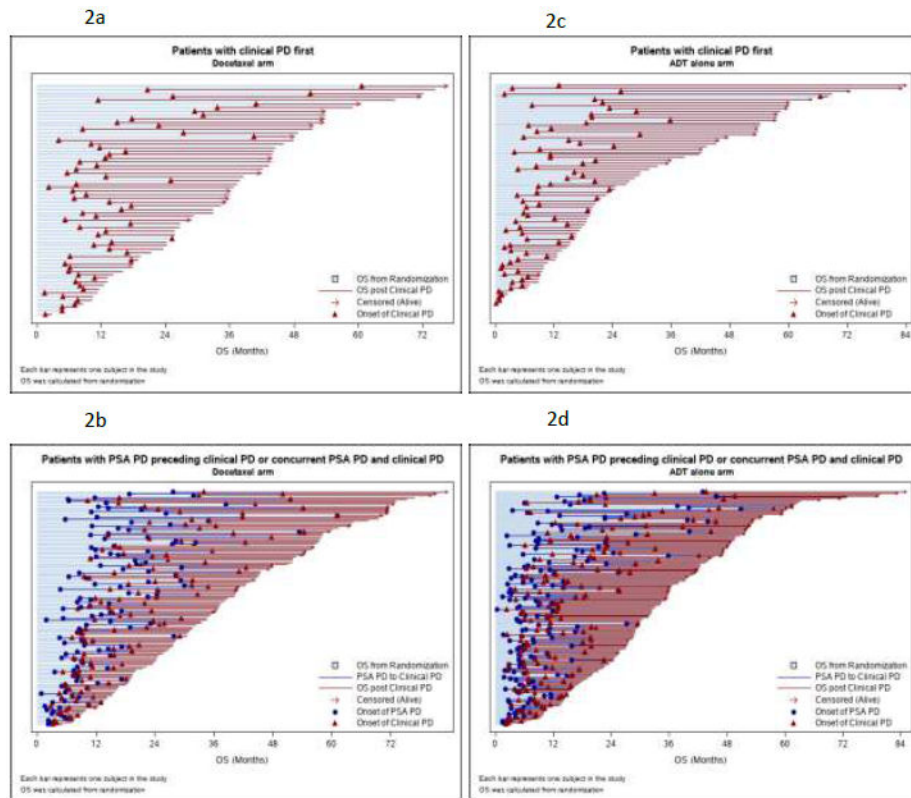 2a
Patients with clinical PD first
Docetaxal arm
OS from Randomization
OS post Clinical PD
Censored (Alive)
Onset of Clinical PD
0 12 24 36 48 60 72
OS (Months)
Each bar represents one subject in the study
OS was calculated from randomization
2c
Patients with clinical PD first
ADT alone arm
OS from Randomization
OS post Clinical PD
Censored (Alive)
Onset of Clinical PD
0 12 24 36 48 60 72 84
OS (Months)
Each bar represents one subject in the study
OS was calculated from randomization
2b
Patients with PSA PD preceding clinical PD or concurrent PSA PD and clinical PD
Docetaxal arm
OS from Randomization
PSA PD to Clinical PD
OS post Clinical PD
Censored (Alive)
Onset of PSA PD
Onset of Clinical PD
0 12 24 36 48 60 72
OS (Months)
Each bar represents one subject in the study
OS was calculated from randomization
2d
Patients with PSA PD preceding clinical PD or concurrent PSA PD and clinical PD
ADT alone arm
OS from Randomization
PSA PD to Clinical PD
OS post Clinical PD
Censored (Alive)
Onset of PSA PD
Onset of Clinical PD
0 12 24 36 48 60 72 84
OS (Months)
Each bar represents one subject in the study
OS was calculated from randomization